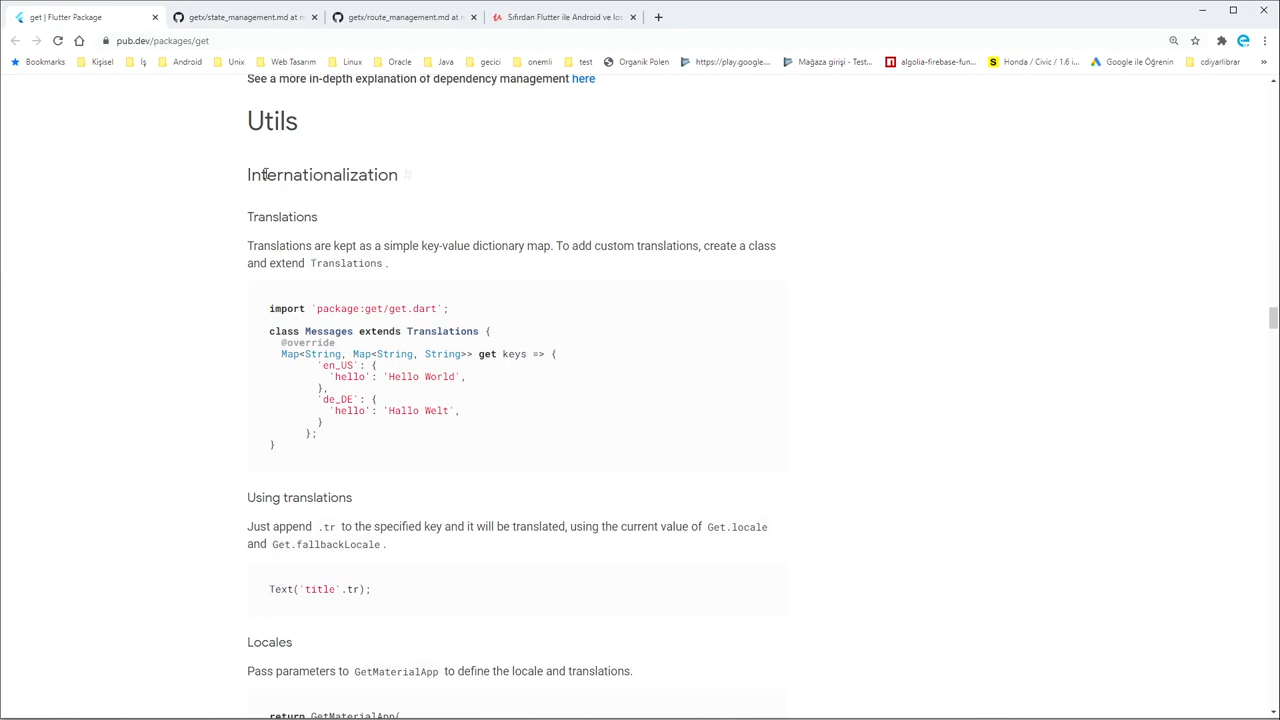 get | Flutter Package
getx/state_management.md at m
getx/route_management.md at m
Sıfırdan Flutter ile Android ve Ios
pub.dev/packages/get
Bookmarks
Kişisel
İş
Android
Unix
Web Tasarım
Linux
Oracle
Java
gecici
onemli
test
Organik Polen
https://play.google....
Mağaza girişi - Test...
algolia-firebase-fun...
Honda / Civic / 1.6 i...
Google ile Öğrenin
cdiyarlibrar
»
See a more in-depth explanation of dependency management here
Utils
Internationalization #
Translations
Translations are kept as a simple key-value dictionary map. To add custom translations, create a class
and extend Translations .
import 'package:get/get.dart';
class Messages extends Translations {
@override
Map<String, Map<String, String>> get keys => {
'en_US': {
'hello': 'Hello World',
},
'de_DE': {
'hello': 'Hallo Welt',
}
};
}
Using translations
Just append .tr to the specified key and it will be translated, using the current value of Get.locale
and Get.fallbackLocale .
Text('title'.tr);
Locales
Pass parameters to GetMaterialApp to define the locale and translations.
return GetMaterialApp(